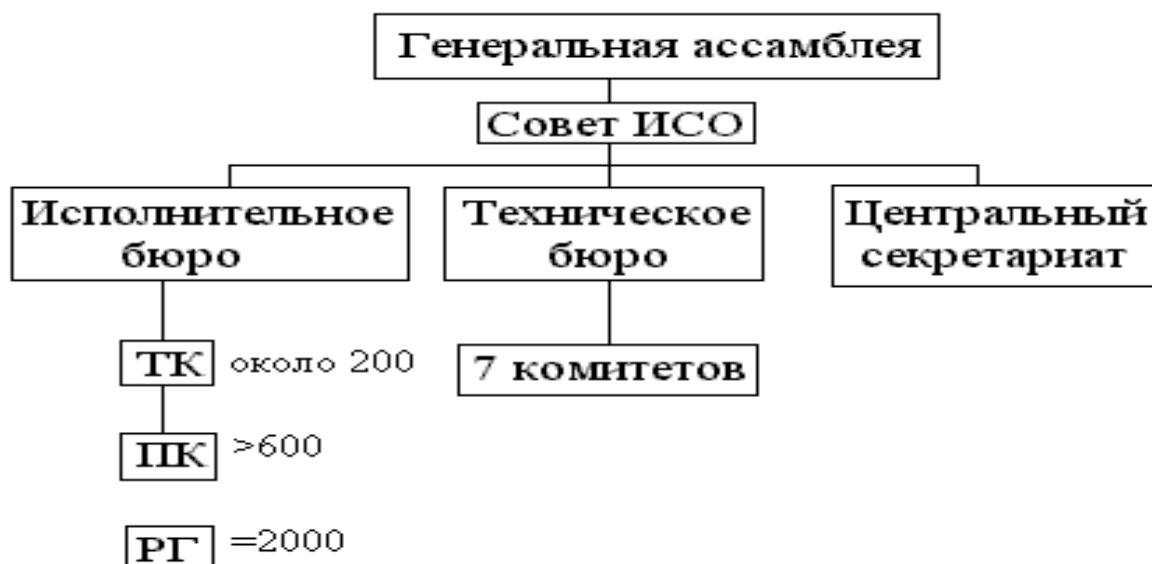 Генеральная ассамблея
Совет ИСО
Исполнительное
бюро
Техническое
бюро
Центральный
секретариат
ТК около 200
7 комитетов
ПК >600
РГ =2000